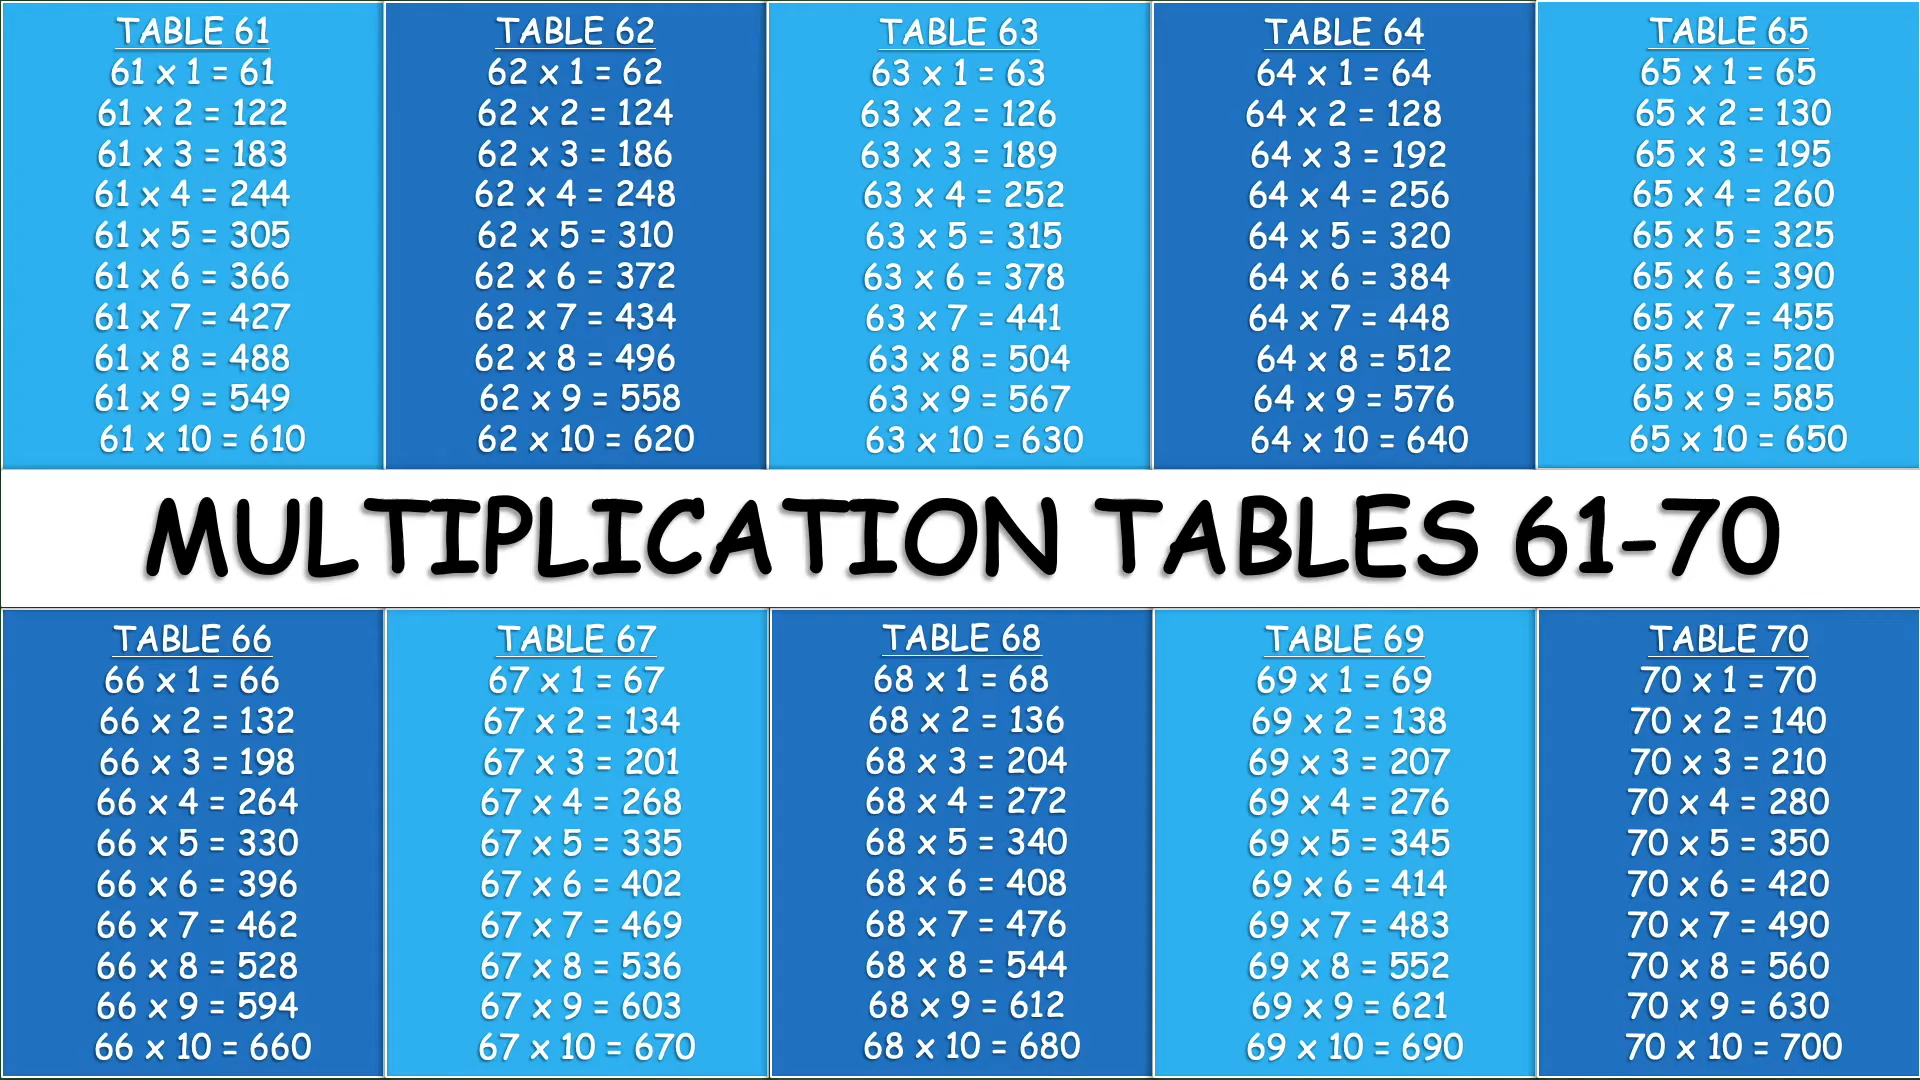 TABLE 61
61 x 1 = 61
61 x 2 = 122
61 x 3 = 183
61 x 4 = 244
61 x 5 = 305
61 x 6 = 366
61 x 7 = 427
61 x 8 = 488
61 x 9 = 549
61 x 10 = 610
TABLE 62
62 x 1 = 62
62 x 2 = 124
62 x 3 = 186
62 x 4 = 248
62 x 5 = 310
62 x 6 = 372
62 x 7 = 434
62 x 8 = 496
62 x 9 = 558
62 x 10 = 620
TABLE 63
63 x 1 = 63
63 x 2 = 126
63 x 3 = 189
63 x 4 = 252
63 x 5 = 315
63 x 6 = 378
63 x 7 = 441
63 x 8 = 504
63 x 9 = 567
63 x 10 = 630
TABLE 64
64 x 1 = 64
64 x 2 = 128
64 x 3 = 192
64 x 4 = 256
64 x 5 = 320
64 x 6 = 384
64 x 7 = 448
64 x 8 = 512
64 x 9 = 576
64 x 10 = 640
TABLE 65
65 x 1 = 65
65 x 2 = 130
65 x 3 = 195
65 x 4 = 260
65 x 5 = 325
65 x 6 = 390
65 x 7 = 455
65 x 8 = 520
65 x 9 = 585
65 x 10 = 650
MULTIPLICATION TABLES 61-70
TABLE 66
66 x 1 = 66
66 x 2 = 132
66 x 3 = 198
66 x 4 = 264
66 x 5 = 330
66 x 6 = 396
66 x 7 = 462
66 x 8 = 528
66 x 9 = 594
66 x 10 = 660
TABLE 67
67 x 1 = 67
67 x 2 = 134
67 x 3 = 201
67 x 4 = 268
67 x 5 = 335
67 x 6 = 402
67 x 7 = 469
67 x 8 = 536
67 x 9 = 603
67 x 10 = 670
TABLE 68
68 x 1 = 68
68 x 2 = 136
68 x 3 = 204
68 x 4 = 272
68 x 5 = 340
68 x 6 = 408
68 x 7 = 476
68 x 8 = 544
68 x 9 = 612
68 x 10 = 680
TABLE 69
69 x 1 = 69
69 x 2 = 138
69 x 3 = 207
69 x 4 = 276
69 x 5 = 345
69 x 6 = 414
69 x 7 = 483
69 x 8 = 552
69 x 9 = 621
69 x 10 = 690
TABLE 70
70 x 1 = 70
70 x 2 = 140
70 x 3 = 210
70 x 4 = 280
70 x 5 = 350
70 x 6 = 420
70 x 7 = 490
70 x 8 = 560
70 x 9 = 630
70 x 10 = 700